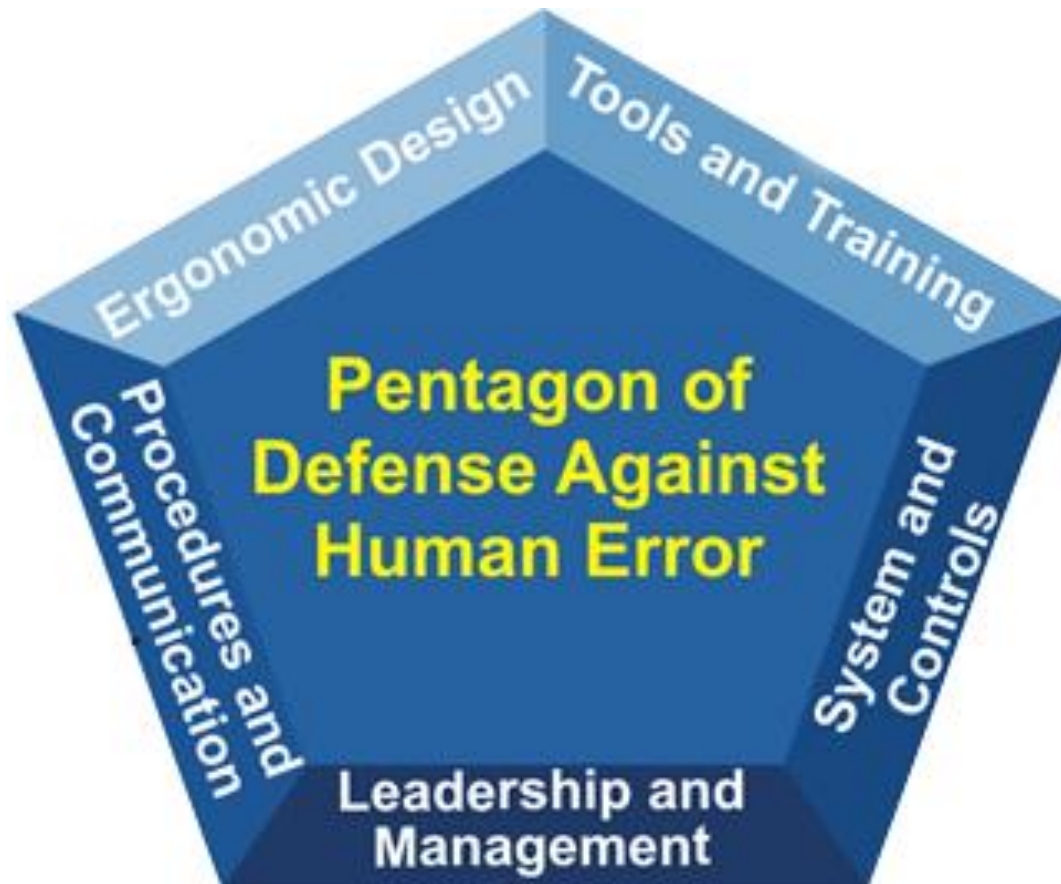 Ergonomic Design
Tools and Training
Pentagon of
Defense Against
Human Error
Procedures and
Communication
System and
Controls
Leadership and
Management